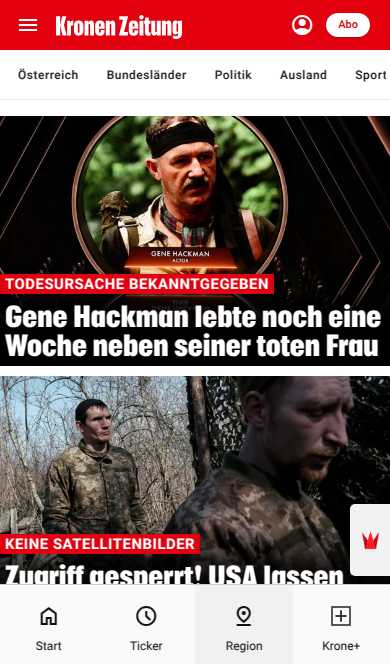 Kronen Zeitung
Abo
Österreich Bundesländer Politik Ausland Sport
GENE HACKMAN
ACTOR
TODESURSACHE BEKANNTGEGEBEN
Gene Hackman lebte noch eine
Woche neben seiner toten Frau
KEINE SATELLITENBILDER
Zugriff gesperrt! USA lassen
Start Ticker Region Krone+